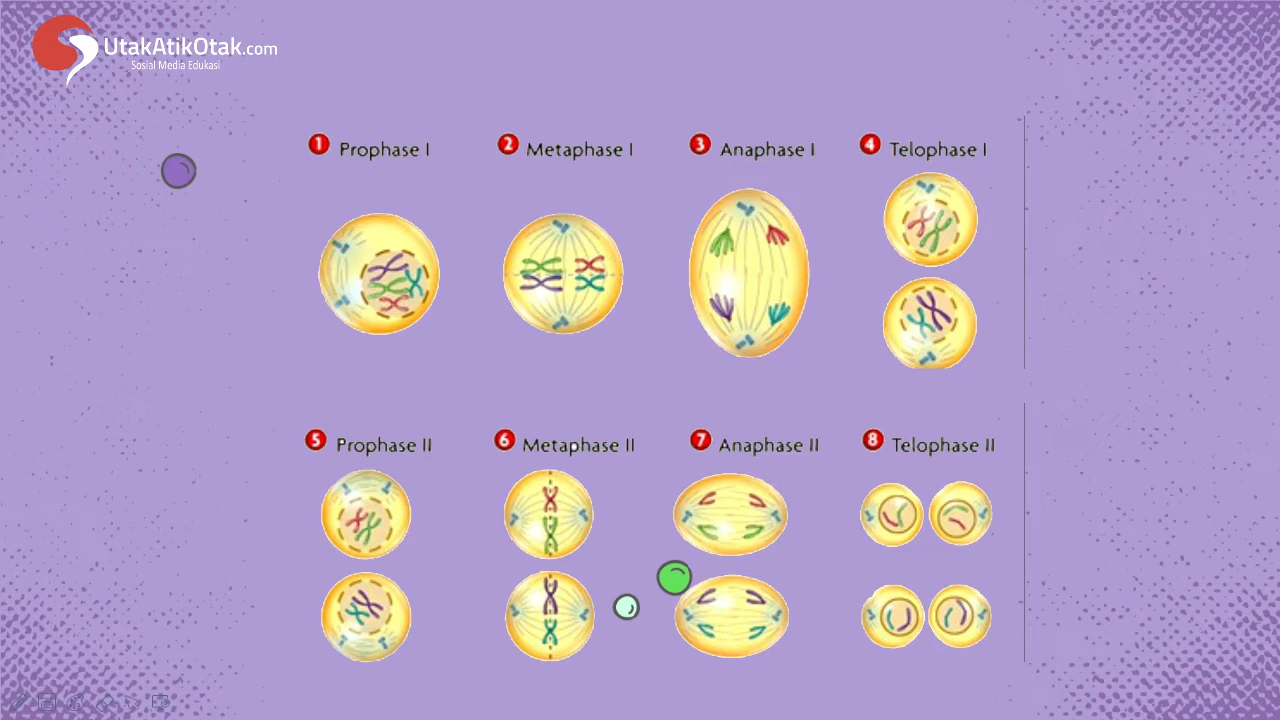 UtakAtikOtak.com
Sosial Media Edukasi
1 Prophase I
2 Metaphase I
3 Anaphase I
4 Telophase I
5 Prophase II
6 Metaphase II
7 Anaphase II
8 Telophase II